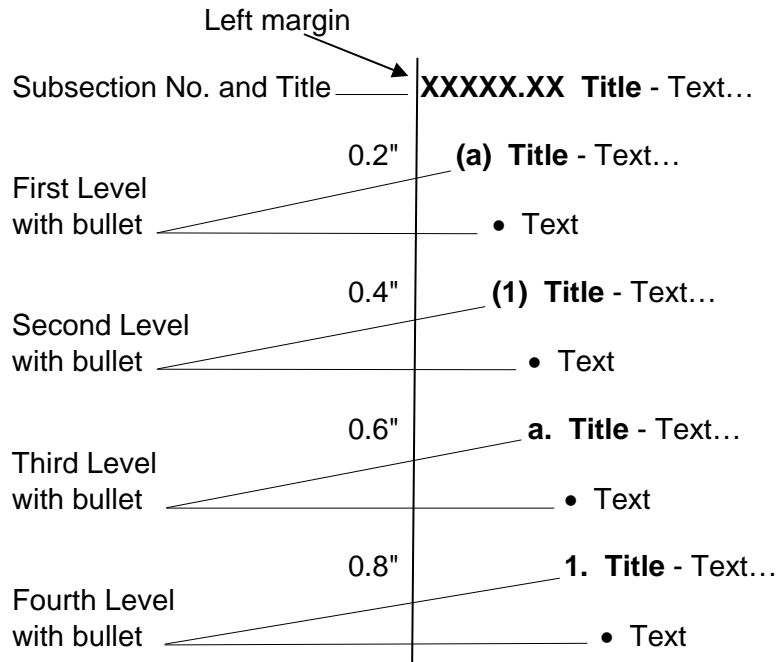 Left margin
Subsection No. and Title XXXXX.XX Title - Text…
0.2" (a) Title - Text…
First Level
with bullet • Text
0.4" (1) Title - Text…
Second Level
with bullet • Text
0.6" a. Title - Text…
Third Level
with bullet • Text
0.8" 1. Title - Text…
Fourth Level
with bullet • Text